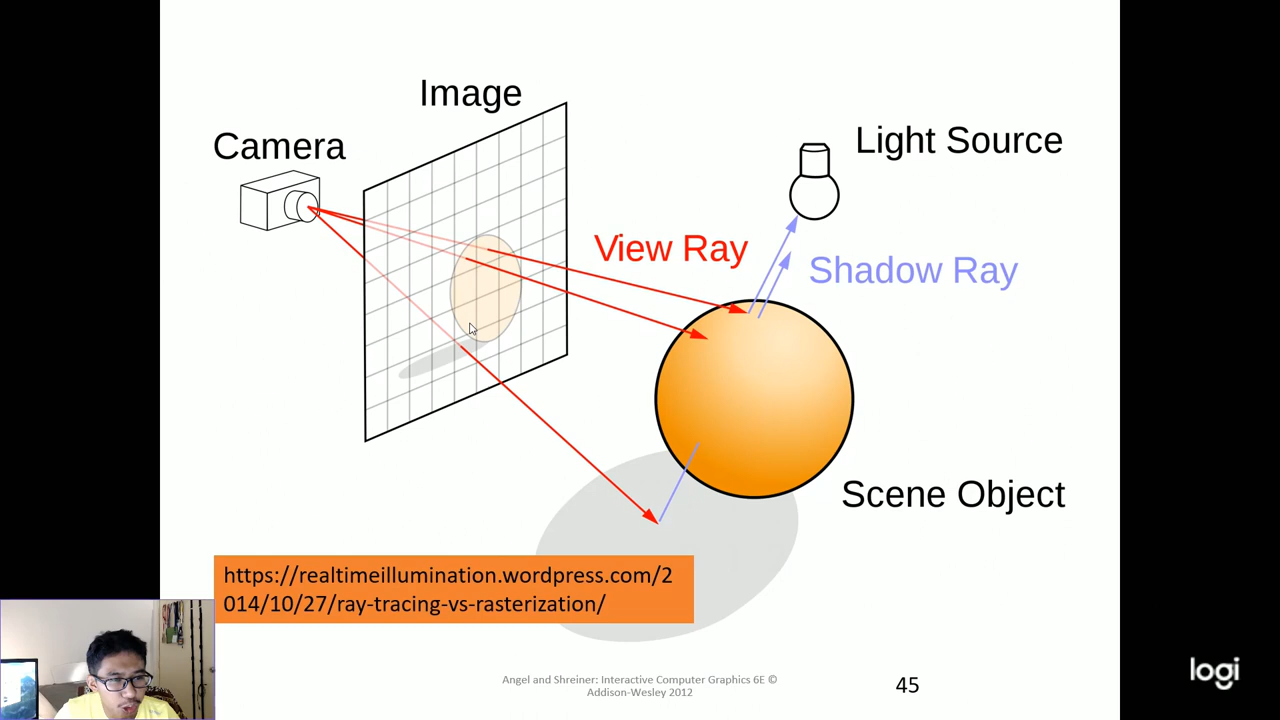 Image
Camera
Light Source
View Ray
Shadow Ray
Scene Object
https://realtimeillumination.wordpress.com/2
014/10/27/ray-tracing-vs-rasterization/
Angel and Shreiner: Interactive Computer Graphics 6E ©
Addison-Wesley 2012
45
logi